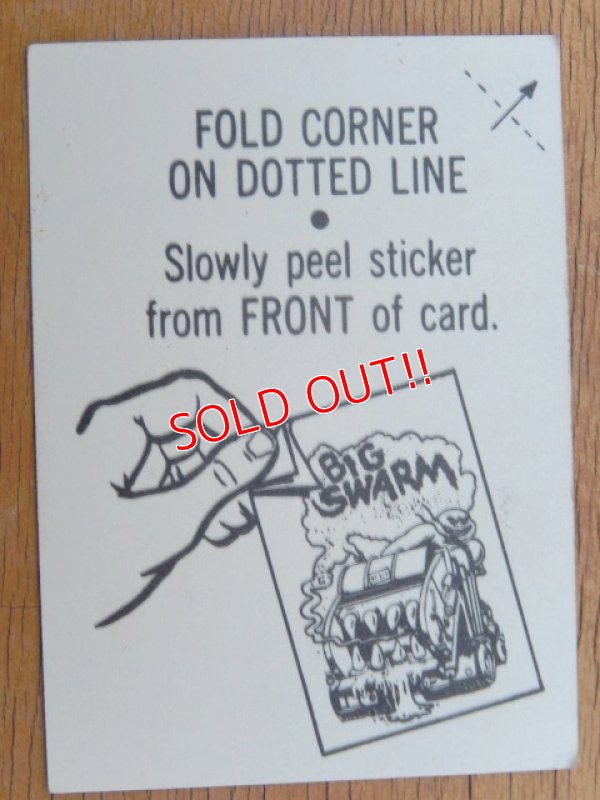 FOLD CORNER
ON DOTTED LINE
●
Slowly peel sticker
from FRONT of card.
SOLD OUT!!
BIG
SWARM